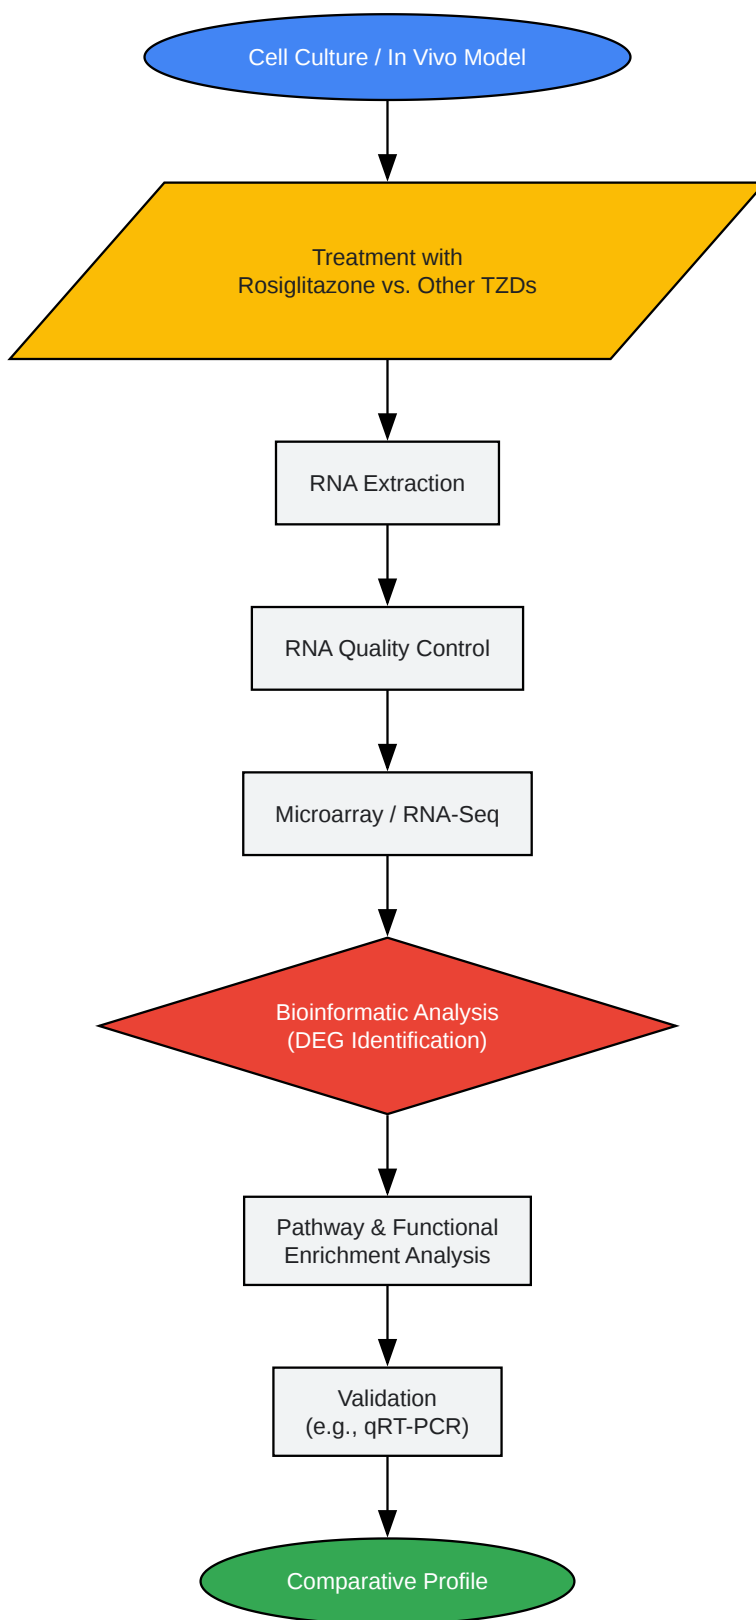 Cell Culture / In Vivo Model
Treatment with
Rosiglitazone vs. Other TZDs
RNA Extraction
RNA Quality Control
Microarray / RNA-Seq
Bioinformatic Analysis
(DEG Identification)
Pathway & Functional
Enrichment Analysis
Validation
(e.g., qRT-PCR)
Comparative Profile